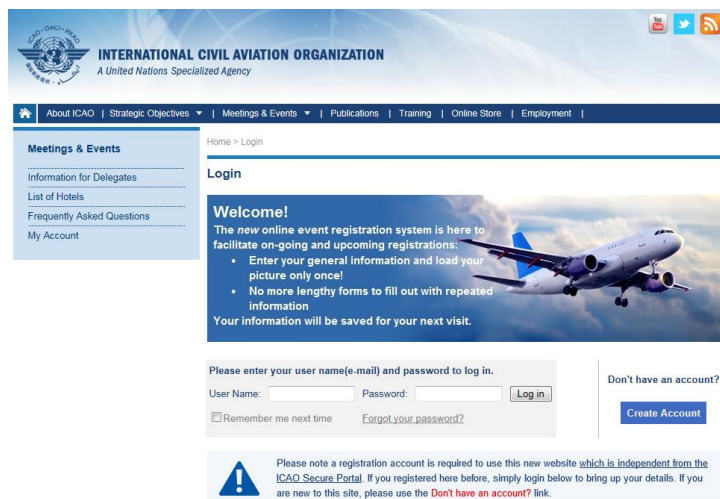 INTERNATIONAL CIVIL AVIATION ORGANIZATION
A United Nations Specialized Agency
You
Tube
About ICAO | Strategic Objectives ▼ | Meetings & Events ▼ | Publications | Training | Online Store | Employment |
Meetings & Events
Information for Delegates
List of Hotels
Frequently Asked Questions
My Account
Home > Login
Login
Welcome!
The new online event registration system is here to
facilitate on-going and upcoming registrations:
• Enter your general information and load your
picture only once!
• No more lengthy forms to fill out with repeated
information
Your information will be saved for your next visit.
Please enter your user name(e-mail) and password to log in.
User Name: Password: Log in
Remember me next time Forgot your password?
Don't have an account?
Create Account
Please note a registration account is required to use this new website which is independent from the
ICAO Secure Portal. If you registered here before, simply login below to bring up your details. If you
are new to this site, please use the Don't have an account? link.